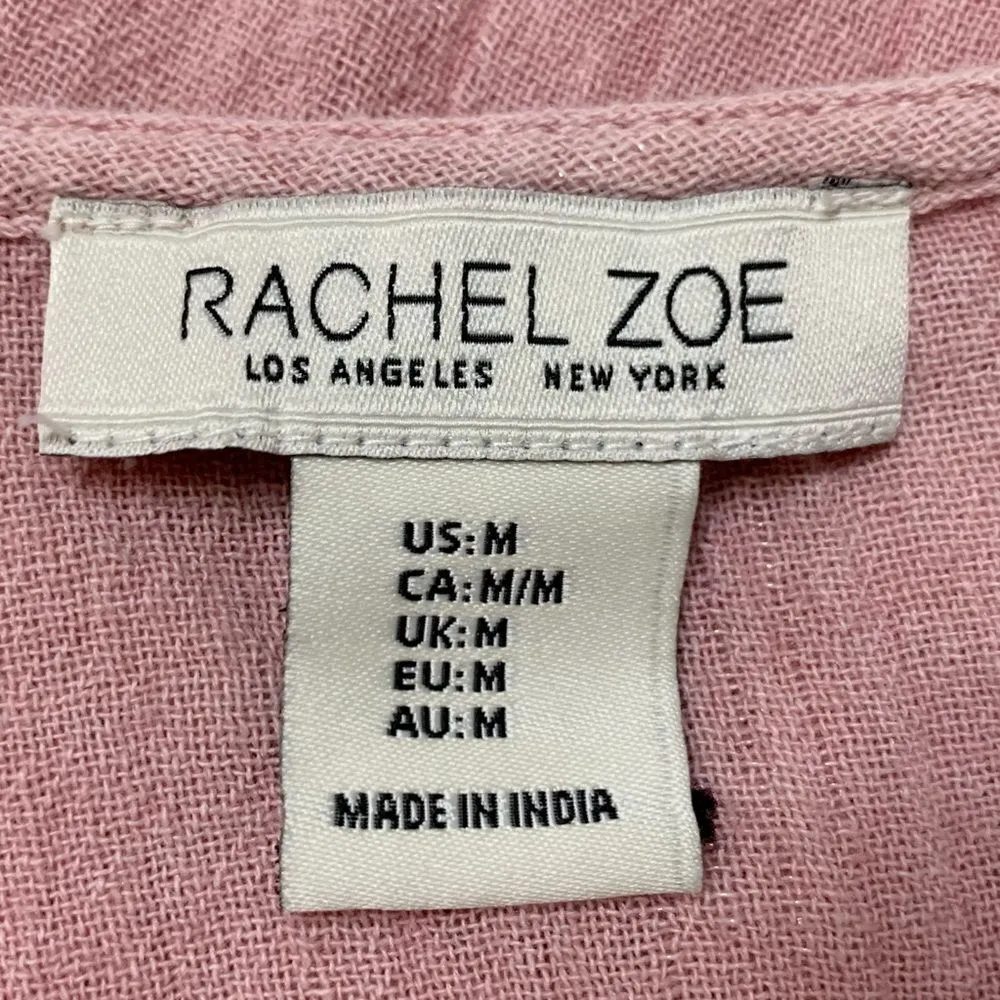 RACHEL ZOE
LOS ANGELES NEW YORK
US: M
CA: M/M
UK: M
EU: M
AU: M
MADE IN INDIA